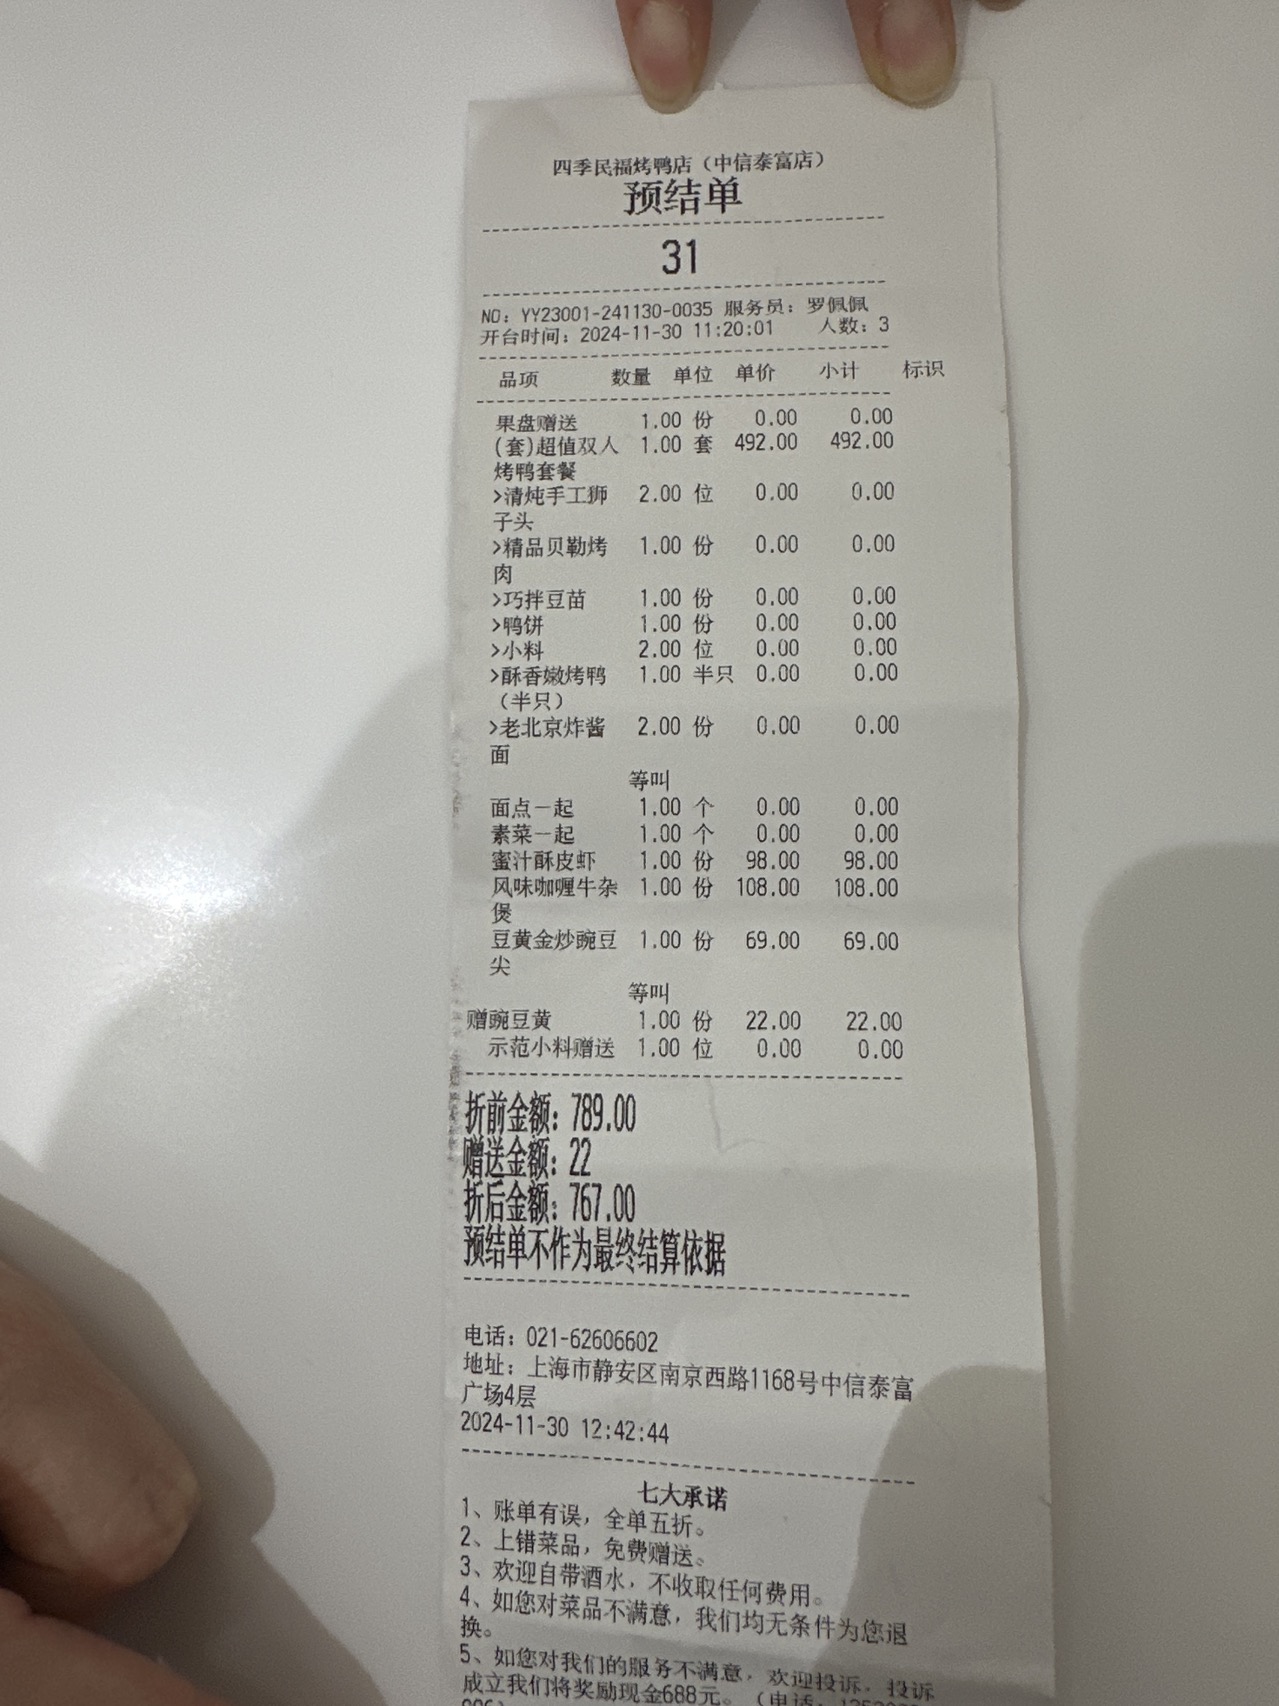 四季民福烤鸭店（中信泰富店）
预结单
31
NO: YY23001-241130-0035 服务员: 罗佩佩
开台时间: 2024-11-30 11:20:01 人数: 3
品项 数量 单位 单价 小计 标识
果盘赠送 1.00 份 0.00 0.00
(套)超值双人 1.00 套 492.00 492.00
烤鸭套餐
>清炖手工狮 2.00 位 0.00 0.00
子头
>精品贝勒烤 1.00 份 0.00 0.00
肉
>巧拌豆苗 1.00 份 0.00 0.00
>鸭饼 1.00 份 0.00 0.00
>小料 2.00 位 0.00 0.00
>酥香嫩烤鸭 1.00 半只 0.00 0.00
（半只）
>老北京炸酱 2.00 份 0.00 0.00
面
等叫
面点一起 1.00 个 0.00 0.00
素菜一起 1.00 个 0.00 0.00
蜜汁酥皮虾 1.00 份 98.00 98.00
风味咖喱牛杂 1.00 份 108.00 108.00
煲
豆黄金炒豌豆 1.00 份 69.00 69.00
尖
等叫
赠豌豆黄 1.00 份 22.00 22.00
示范小料赠送 1.00 位 0.00 0.00
折前金额: 789.00
赠送金额: 22
折后金额: 767.00
预结单不作为最终结算依据
电话: 021-62606602
地址: 上海市静安区南京西路1168号中信泰富
广场4层
2024-11-30 12:42:44
七大承诺
1、账单有误，全单五折。
2、上错菜品，免费赠送。
3、欢迎自带酒水，不收取任何费用。
4、如您对菜品不满意，我们均无条件为您退
换。
5、如您对我们的服务不满意，欢迎投诉，投诉
成立我们将奖励现金688元。（电话: